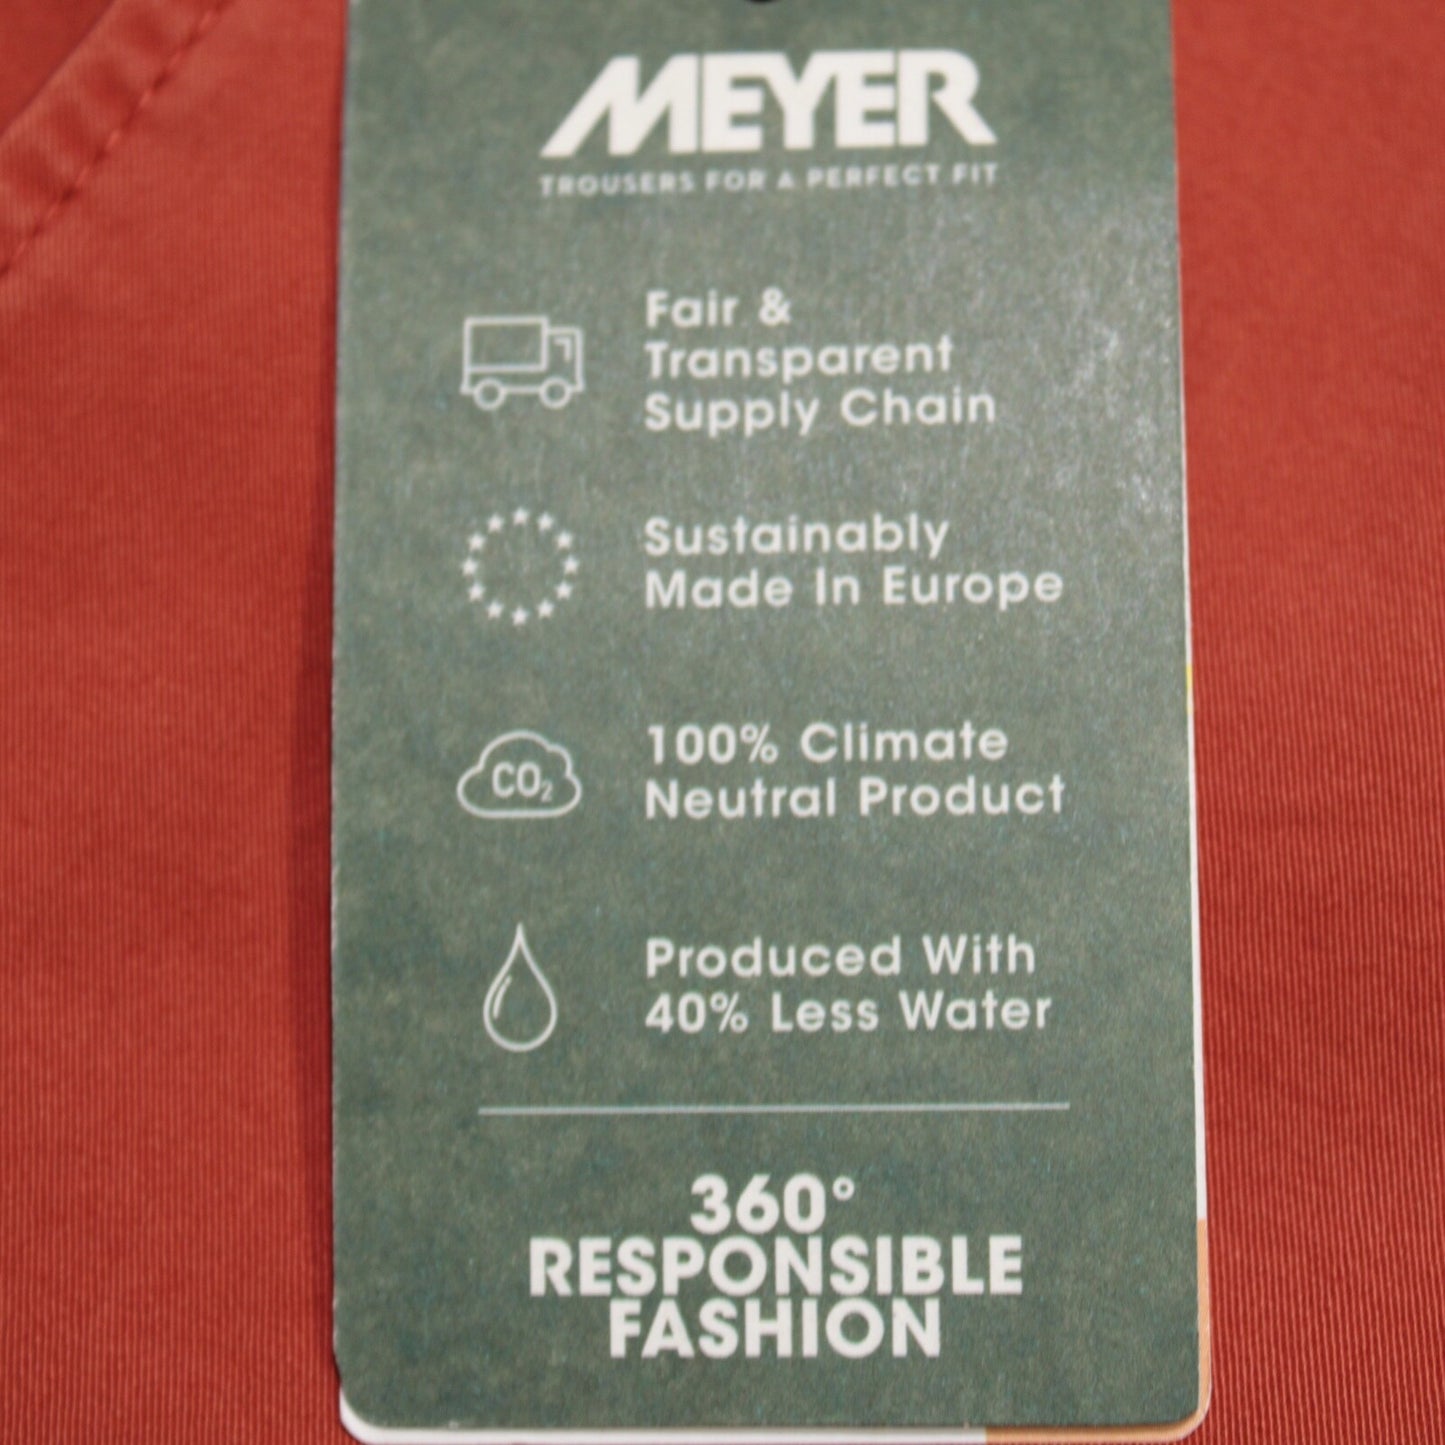 MEYER
TROUSERS FOR A PERFECT FIT
Fair &
Transparent
Supply Chain
Sustainably
Made In Europe
CO₂
100% Climate
Neutral Product
Produced With
40% Less Water
360°
RESPONSIBLE
FASHION